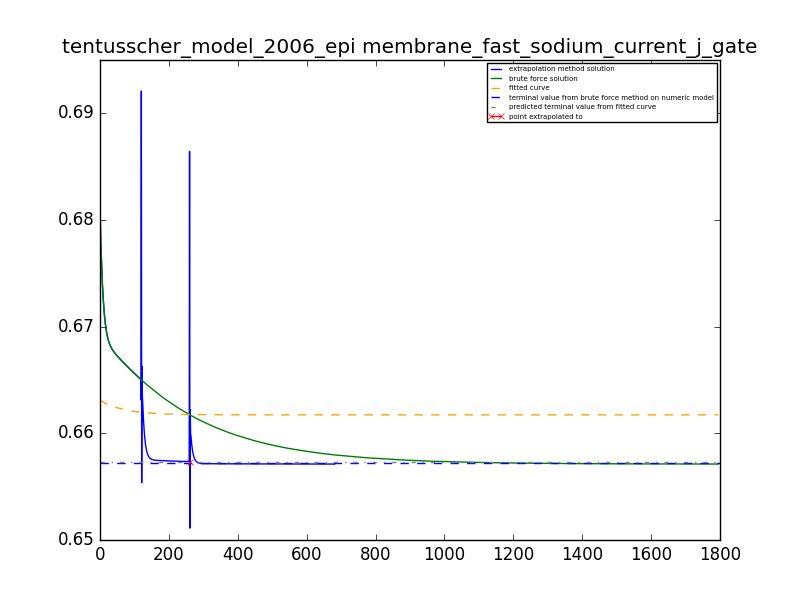 tentusscher_model_2006_epi membrane_fast_sodium_current_j_gate
extrapolation method solution
brute force solution
fitted curve
terminal value from brute force method on numeric model
predicted terminal value from fitted curve
point extrapolated to
0.69
0.68
0.67
0.66
0.65
0 200 400 600 800 1000 1200 1400 1600 1800